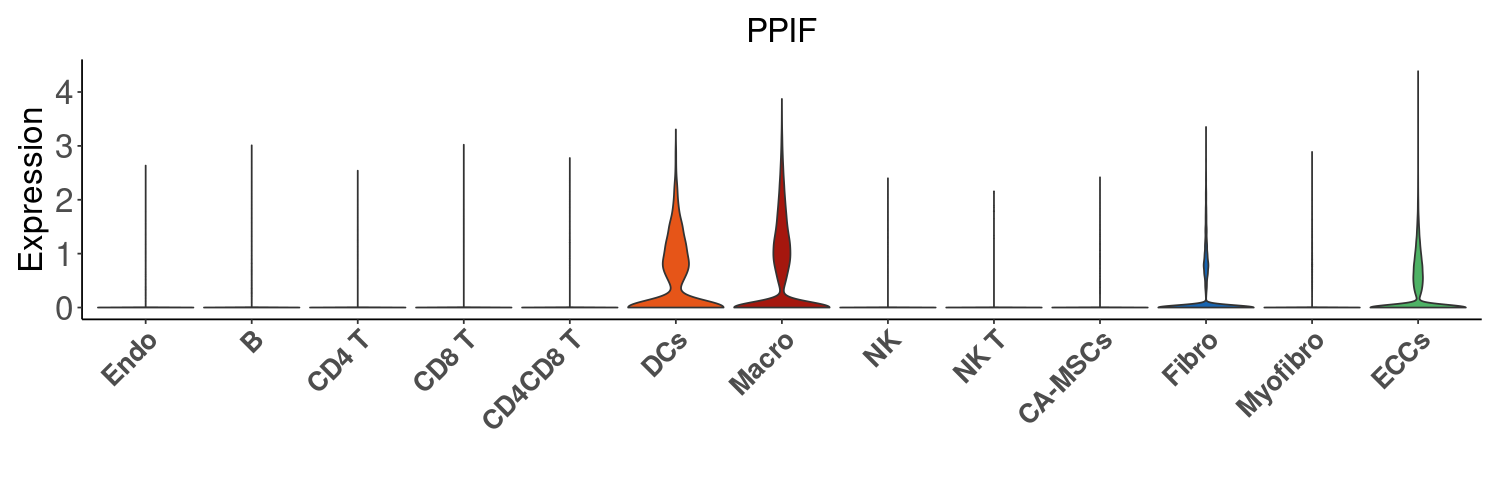 PPIF
Expression
4
3
2
1
0
Endo
B
CD4 T
CD8 T
CD4CD8 T
DCs
Macro
NK
NK T
CA-MSCs
Fibro
Myofibro
ECCs